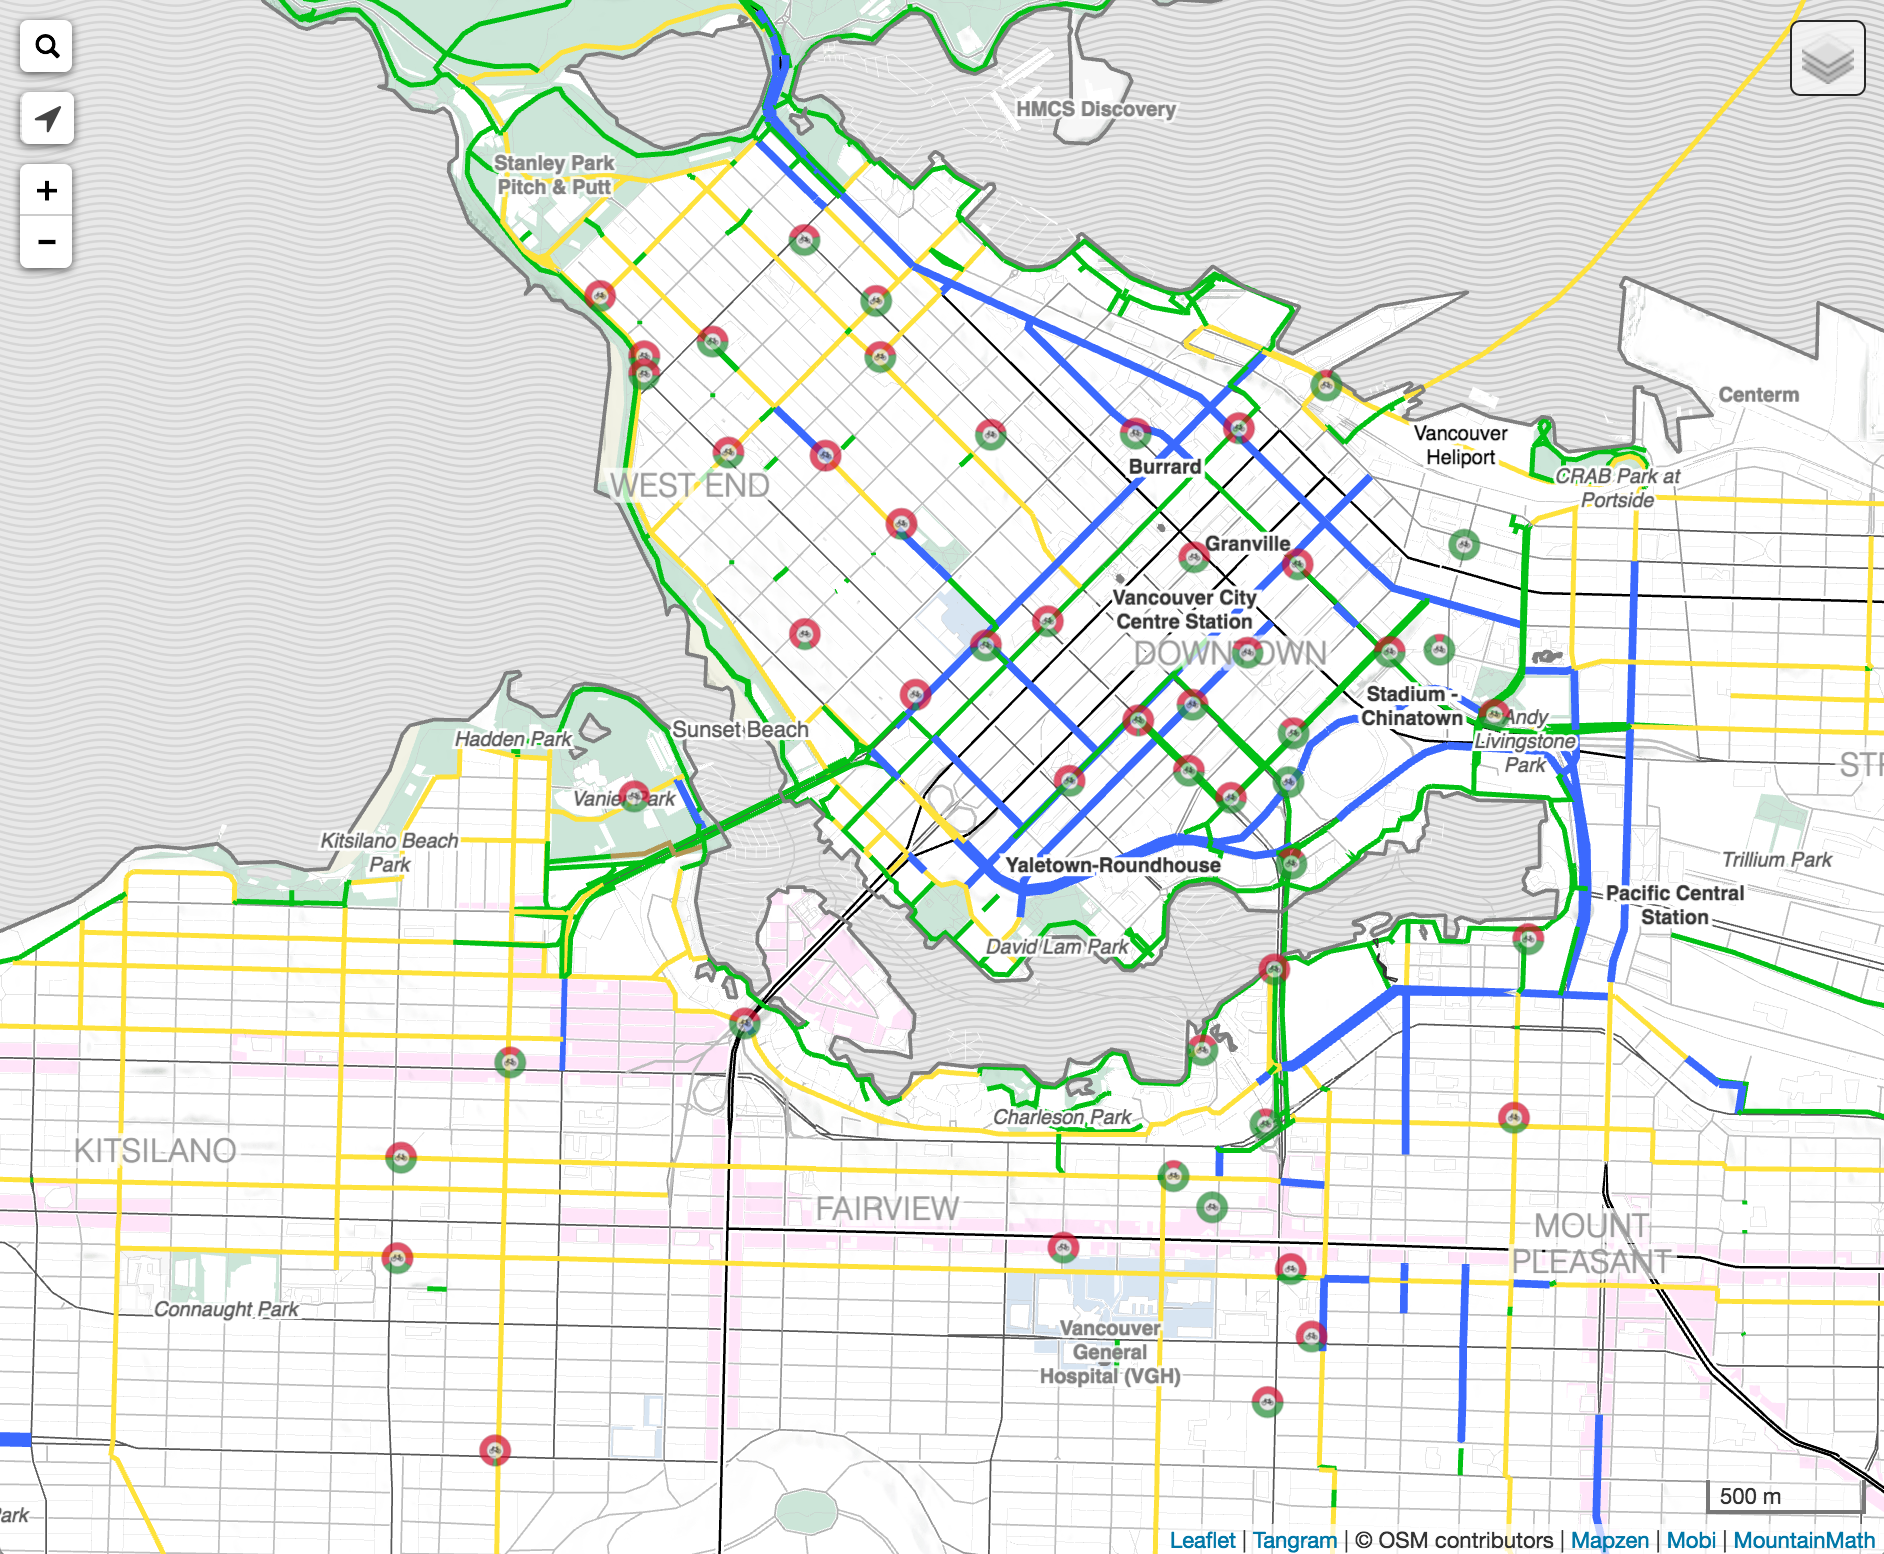 HMCS Discovery
Stanley Park
Pitch & Putt
+
−
Centerm
Vancouver
Heliport
Burrard
CRAB Park at
Portside
WEST END
Granville
Vancouver City
Centre Station
DOWNTOWN
Stadium -
Chinatown
Andy
Livingstone
Park
Sunset Beach
Hadden Park
Vanier Park
Kitsilano Beach
Park
Yaletown-Roundhouse
Trillium Park
Pacific Central
Station
David Lam Park
Charleson Park
KITSILANO
FAIRVIEW
MOUNT
PLEASANT
Connaught Park
Vancouver
General
Hospital (VGH)
500 m
Leaflet | Tangram | © OSM contributors | Mapzen | Mobi | MountainMath